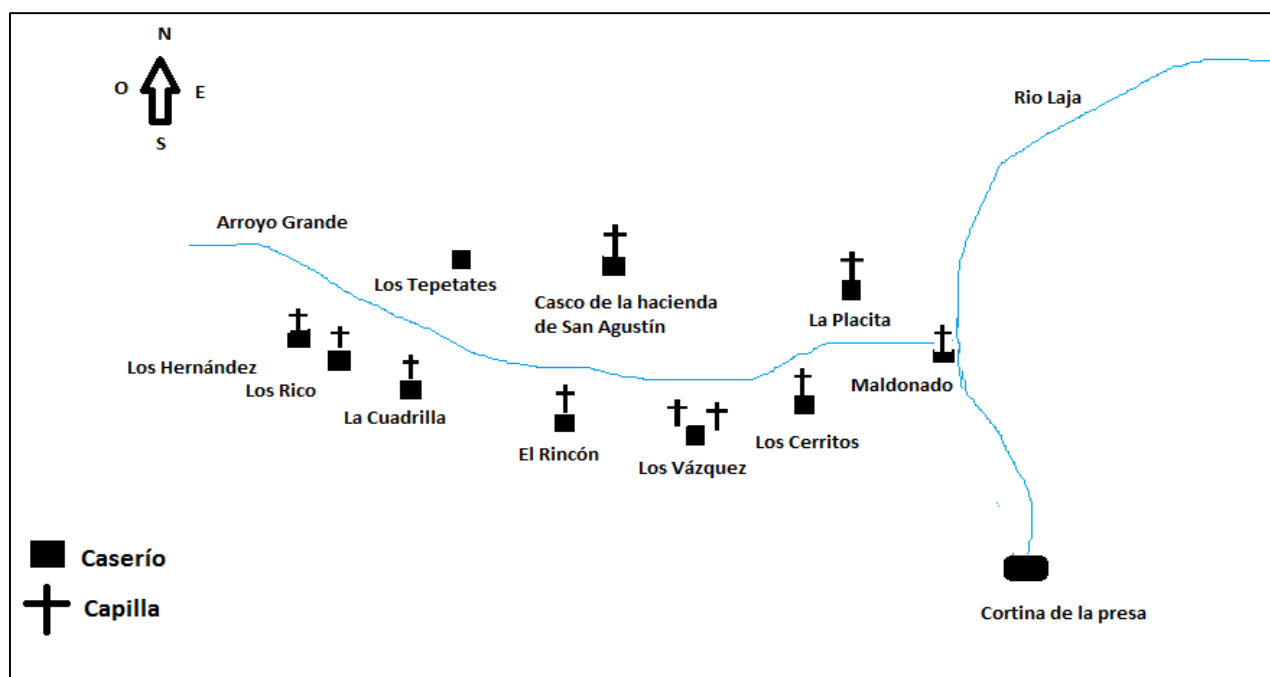 N
O
E
S
Rio Laja
Arroyo Grande
Los Tepetates
Casco de la hacienda
de San Agustín
La Placita
Los Hernández
Los Rico
La Cuadrilla
Maldonado
El Rincón
Los Vázquez
Los Cerritos
Caserío
Capilla
Cortina de la presa